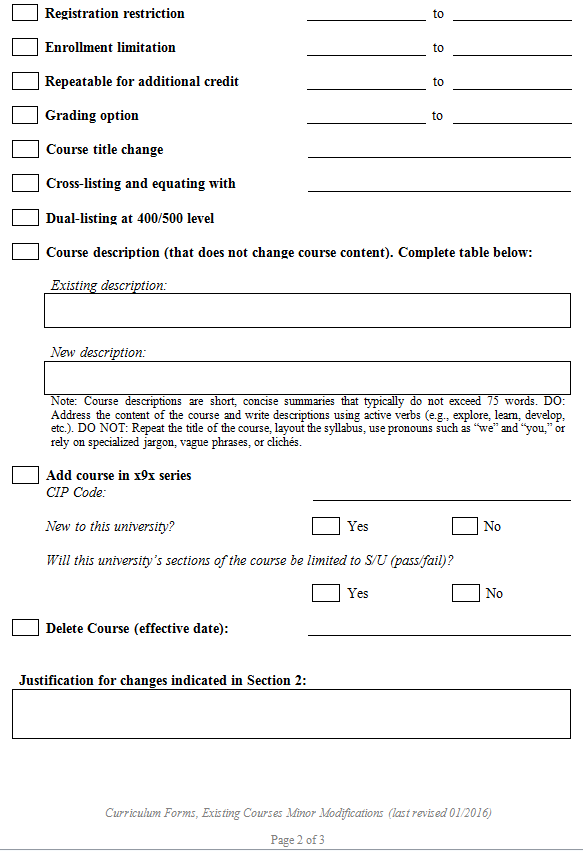 Registration restriction to
Enrollment limitation to
Repeatable for additional credit to
Grading option to
Course title change
Cross-listing and equating with
Dual-listing at 400/500 level
Course description (that does not change course content). Complete table below:
Existing description:
New description:
Note: Course descriptions are short, concise summaries that typically do not exceed 75 words. DO:
Address the content of the course and write descriptions using active verbs (e.g., explore, learn, develop,
etc.). DO NOT: Repeat the title of the course, layout the syllabus, use pronouns such as “we” and “you,” or
rely on specialized jargon, vague phrases, or clichés.
Add course in x9x series
CIP Code:
New to this university? Yes No
Will this university’s sections of the course be limited to S/U (pass/fail)?
Yes No
Delete Course (effective date):
Justification for changes indicated in Section 2:
Curriculum Forms, Existing Courses Minor Modifications (last revised 01/2016)
Page 2 of 3